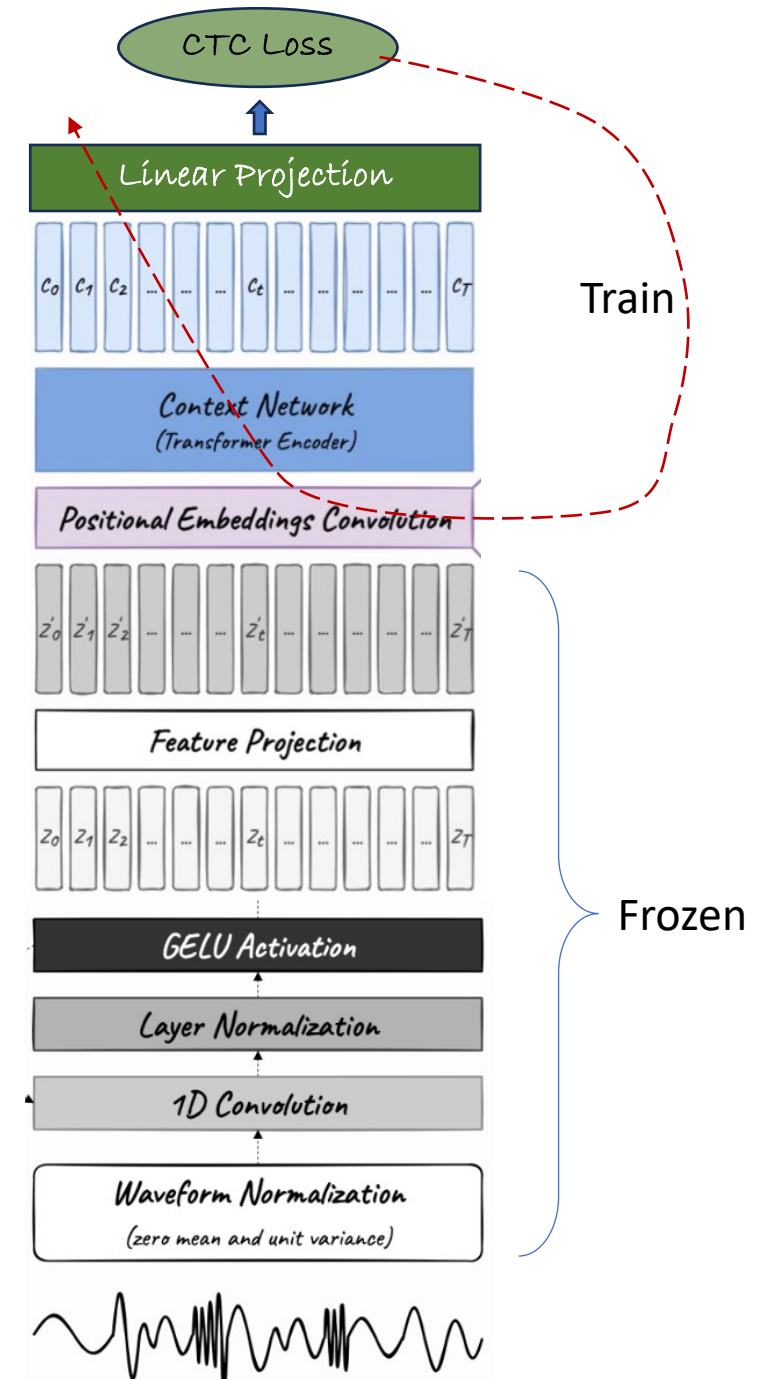 CTC Loss
Linear Projection
C0 C1 C2 ... ... ... Ct ... ... ... ... ... CT
Train
Context Network
(Transformer Encoder)
Positional Embeddings Convolution
Z'0 Z'1 Z'2 ... ... ... Z't ... ... ... ... ... Z'T
Feature Projection
Z0 Z1 Z2 ... ... ... Zt ... ... ... ... ... ZT
Frozen
GELU Activation
Layer Normalization
1D Convolution
Waveform Normalization
(zero mean and unit variance)